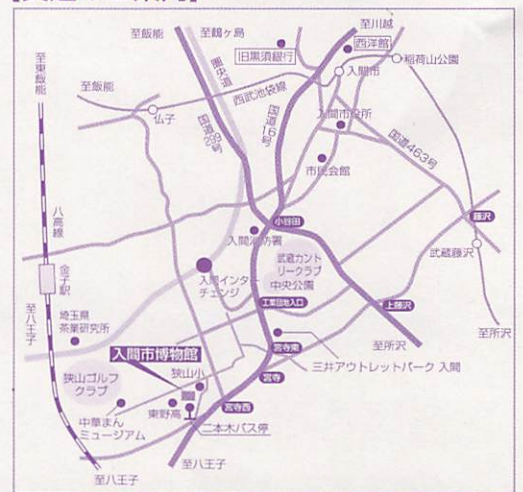 至飯能
至鶴ヶ島
至川越
旧黒須銀行
西洋館
稲荷山公園
至東飯能
圏央道
入間市
至飯能
西武池袋線
仏子
国道299号
国道16号
入間市役所
国道463号
市民会館
八高線
小谷田
藤沢
入間消防署
武蔵カント
リークラブ
中央公園
武蔵藤沢
金子駅
入間インター
チェンジ
工業団地入口
上藤沢
至所沢
至八王子
埼玉県
茶業研究所
至所沢
宮寺南
三井アウトレットパーク 入間
入間市博物館
狭山小
宮寺
狭山ゴルフ
クラブ
宮寺西
中華まん
ミュージアム
東野高
二本木バス停
至八王子
至八王子